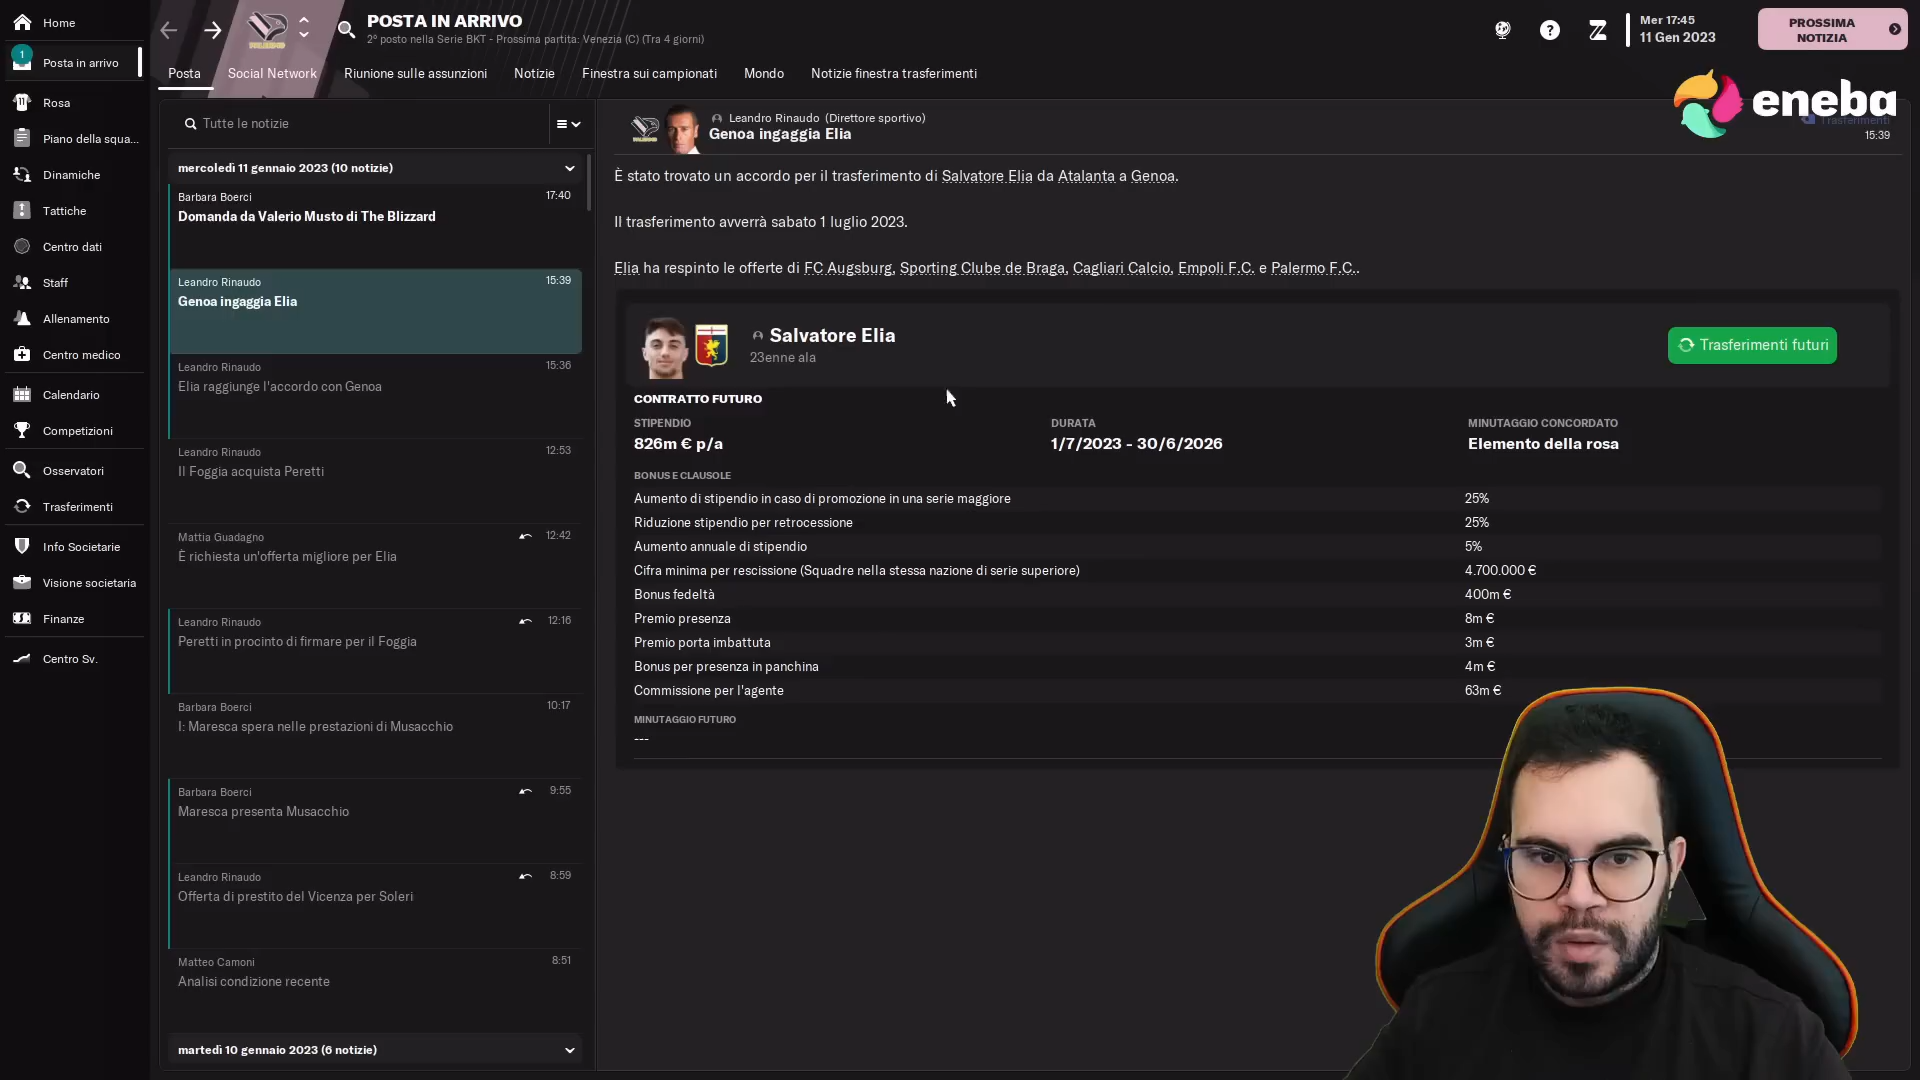 Home
1
Posta in arrivo
Rosa
Piano della squa...
Dinamiche
Tattiche
Centro dati
Staff
Allenamento
Centro medico
Calendario
Competizioni
Osservatori
Trasferimenti
Info Societarie
Visione societaria
Finanze
Centro Sv.
POSTA IN ARRIVO
2° posto nella Serie BKT - Prossima partita: Venezia (C) (Tra 4 giorni)
Mer 17:45
11 Gen 2023
PROSSIMA
NOTIZIA
Posta
Social Network
Riunione sulle assunzioni
Notizie
Finestra sui campionati
Mondo
Notizie finestra trasferimenti
eneba
Tutte le notizie
mercoledì 11 gennaio 2023 (10 notizie)
Barbara Boerci 17:40
Domanda da Valerio Musto di The Blizzard
Leandro Rinaudo 15:39
Genoa ingaggia Elia
Leandro Rinaudo 15:36
Elia raggiunge l'accordo con Genoa
Leandro Rinaudo 12:53
Il Foggia acquista Peretti
Mattia Guadagno 12:42
È richiesta un'offerta migliore per Elia
Leandro Rinaudo 12:16
Peretti in procinto di firmare per il Foggia
Barbara Boerci 10:17
I: Maresca spera nelle prestazioni di Musacchio
Barbara Boerci 9:55
Maresca presenta Musacchio
Leandro Rinaudo 8:59
Offerta di prestito del Vicenza per Soleri
Matteo Camoni 8:51
Analisi condizione recente
martedì 10 gennaio 2023 (6 notizie)
Leandro Rinaudo (Direttore sportivo)
Genoa ingaggia Elia
Trasferimenti
15:39
È stato trovato un accordo per il trasferimento di Salvatore Elia da Atalanta a Genoa.
Il trasferimento avverrà sabato 1 luglio 2023.
Elia ha respinto le offerte di FC Augsburg, Sporting Clube de Braga, Cagliari Calcio, Empoli F.C. e Palermo F.C..
Salvatore Elia
23enne ala
Trasferimenti futuri
CONTRATTO FUTURO
STIPENDIO DURATA MINUTAGGIO CONCORDATO
826m € p/a 1/7/2023 - 30/6/2026 Elemento della rosa
BONUS E CLAUSOLE
Aumento di stipendio in caso di promozione in una serie maggiore 25%
Riduzione stipendio per retrocessione 25%
Aumento annuale di stipendio 5%
Cifra minima per rescissione (Squadre nella stessa nazione di serie superiore) 4.700.000 €
Bonus fedeltà 400m €
Premio presenza 8m €
Premio porta imbattuta 3m €
Bonus per presenza in panchina 4m €
Commissione per l'agente 63m €
MINUTAGGIO FUTURO
---